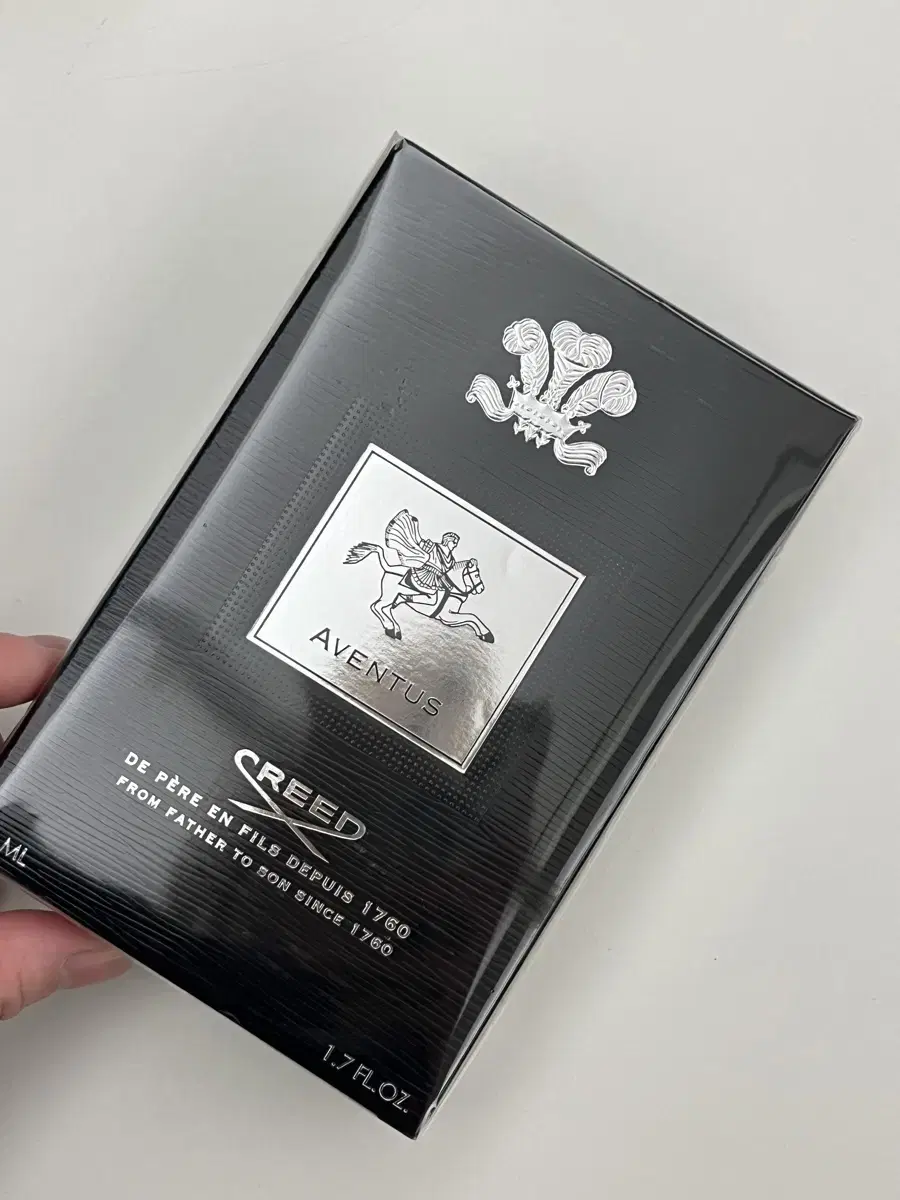 AVENTUS
CREED
DE PÈRE EN FILS DEPUIS 1760
FROM FATHER TO SON SINCE 1760
ML
1.7 FL.OZ.